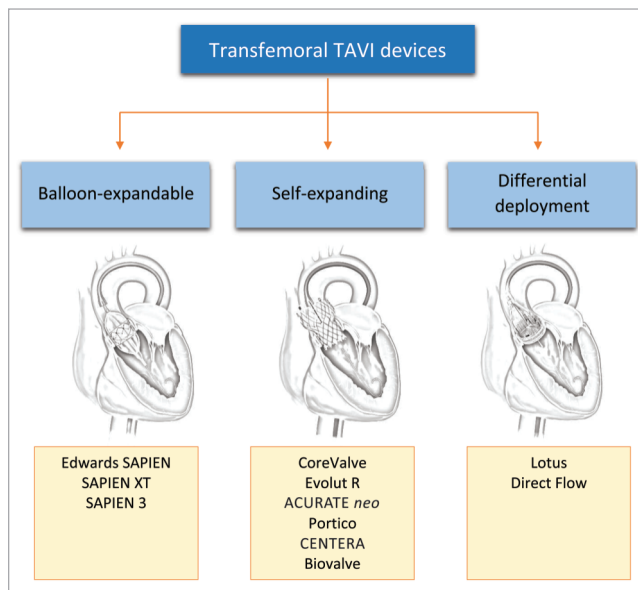 Transfemoral TAVI devices
Balloon-expandable
Self-expanding
Differential
deployment
Edwards SAPIEN
SAPIEN XT
SAPIEN 3
CoreValve
Evolut R
ACURATE neo
Portico
CENTERA
Biovalve
Lotus
Direct Flow